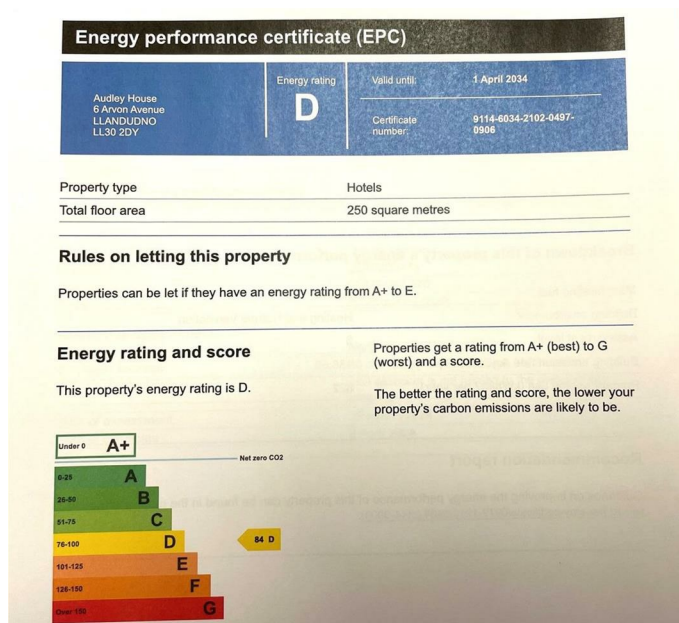 Energy performance certificate (EPC)
Audley House
6 Arvon Avenue
LLANDUDNO
LL30 2DY
Energy rating
D
Valid until:
1 April 2034
Certificate
number:
9114-6034-2102-0497-
0906
Property type
Hotels
Total floor area
250 square metres
Rules on letting this property
Properties can be let if they have an energy rating from A+ to E.
Energy rating and score
This property's energy rating is D.
Properties get a rating from A+ (best) to G
(worst) and a score.
The better the rating and score, the lower your
property's carbon emissions are likely to be.
Under 0 A+
Net zero CO2
0-25 A
26-50 B
51-75 C
76-100 D
84 D
101-125 E
126-150 F
Over 150 G